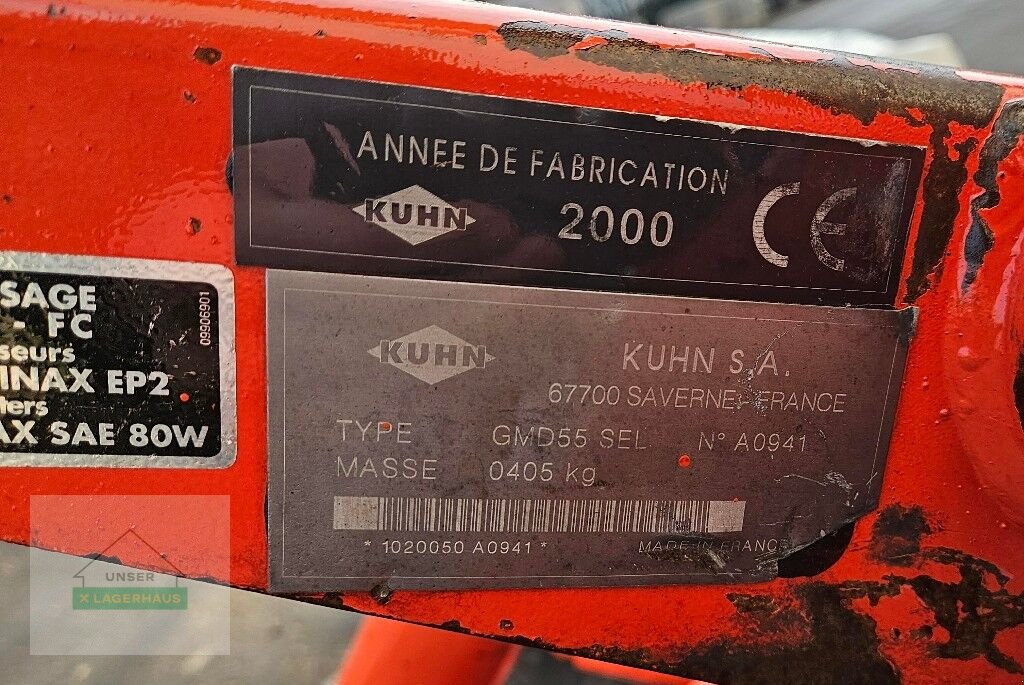 ANNEE DE FABRICATION
KUHN 2000 CE
SAGE
- FC
09906901
seurs
INAX EP2
ters
AX SAE 80W
KUHN
KUHN S.A.
67700 SAVERNE-FRANCE
TYPE GMD55 SEL N° A0941
MASSE 0405 kg
* 1020050 A0941 * MADE IN FRANCE
UNSER
X LAGERHAUS